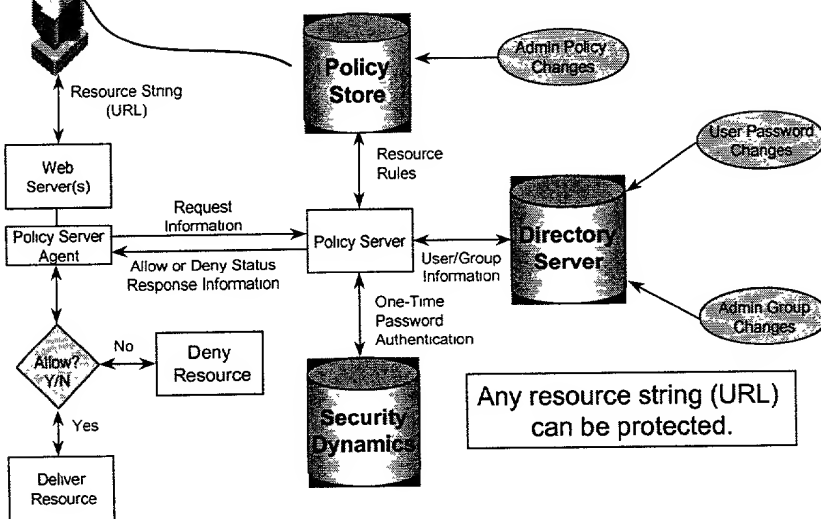 Policy
Store
Admin Policy
Changes
Resource String
(URL)
User Password
Changes
Web
Server(s)
Resource
Rules
Request
Information
Policy Server
Agent
Policy Server
Directory
Server
Allow or Deny Status
Response Information
User/Group
Information
One-Time
Password
Authentication
Admin Group
Changes
Allow?
Y/N
No
Deny
Resource
Security
Dynamics
Any resource string (URL)
can be protected.
Yes
Deliver
Resource